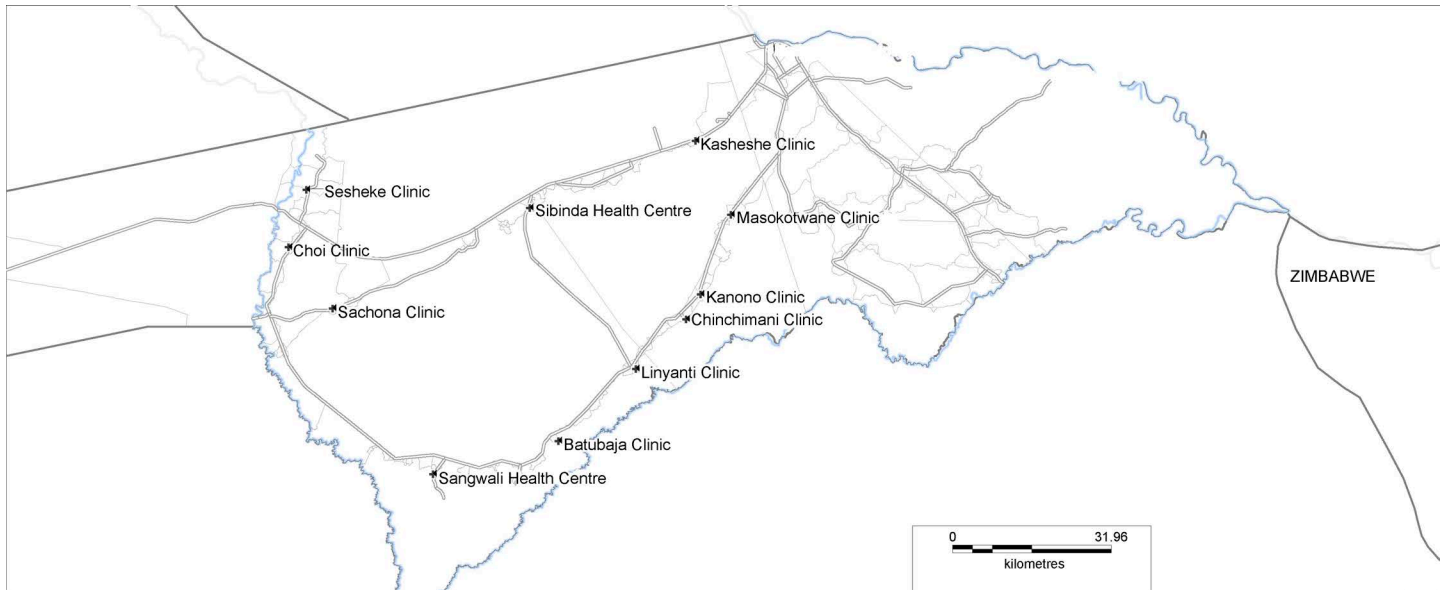 Kasheshe Clinic
Sesheke Clinic
Sibinda Health Centre
Masokotwane Clinic
Choi Clinic
ZIMBABWE
Kanono Clinic
Sachona Clinic
Chinchimani Clinic
Linyanti Clinic
Batubaja Clinic
Sangwali Health Centre
0 31.96
kilometres